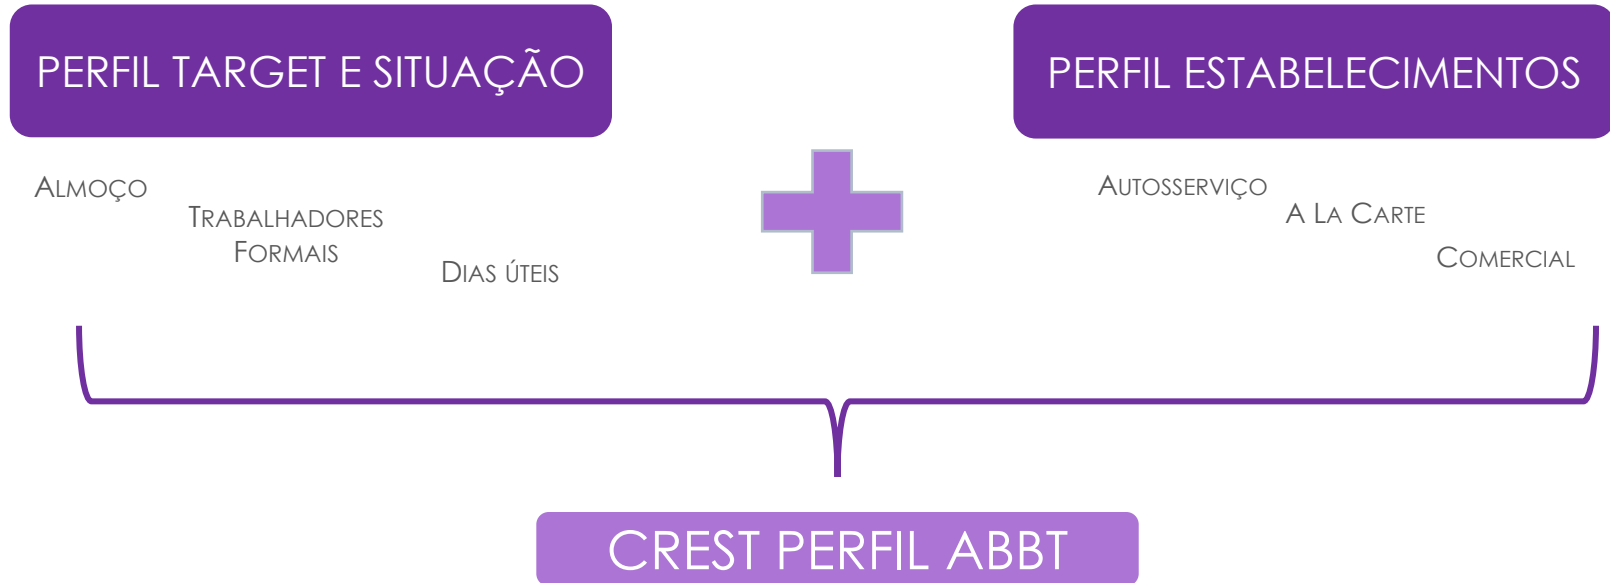 PERFIL TARGET E SITUAÇÃO
PERFIL ESTABELECIMENTOS
Almoço
Trabalhadores
Formais
Dias úteis
Autosserviço
A La Carte
Comercial
CREST PERFIL ABBT